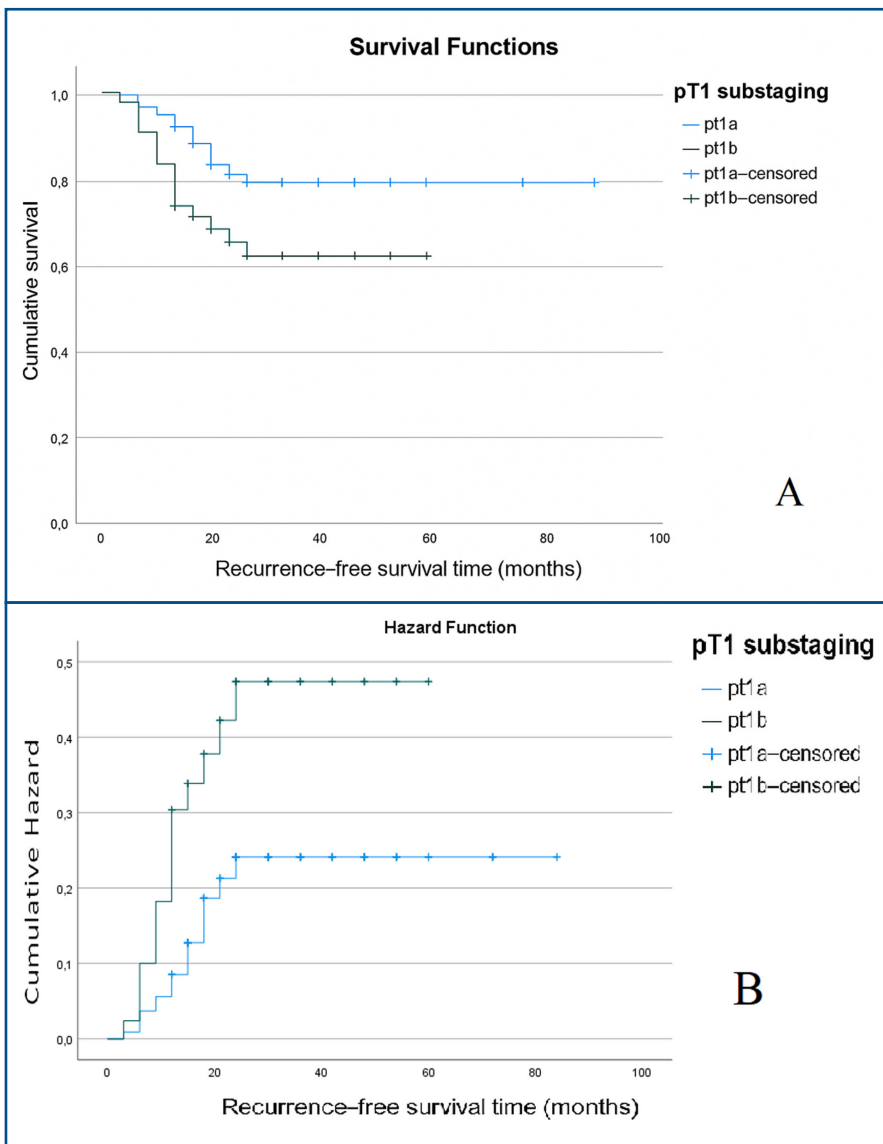 Survival Functions
Cumulative survival
1,0
0,8
0,6
0,4
0,2
0,0
0 20 40 60 80 100
Recurrence–free survival time (months)
pT1 substaging
pt1a
pt1b
pt1a–censored
pt1b–censored
A
Hazard Function
Cumulative Hazard
0,5
0,4
0,3
0,2
0,1
0,0
0 20 40 60 80 100
Recurrence–free survival time (months)
pT1 substaging
pt1a
pt1b
pt1a–censored
pt1b–censored
B